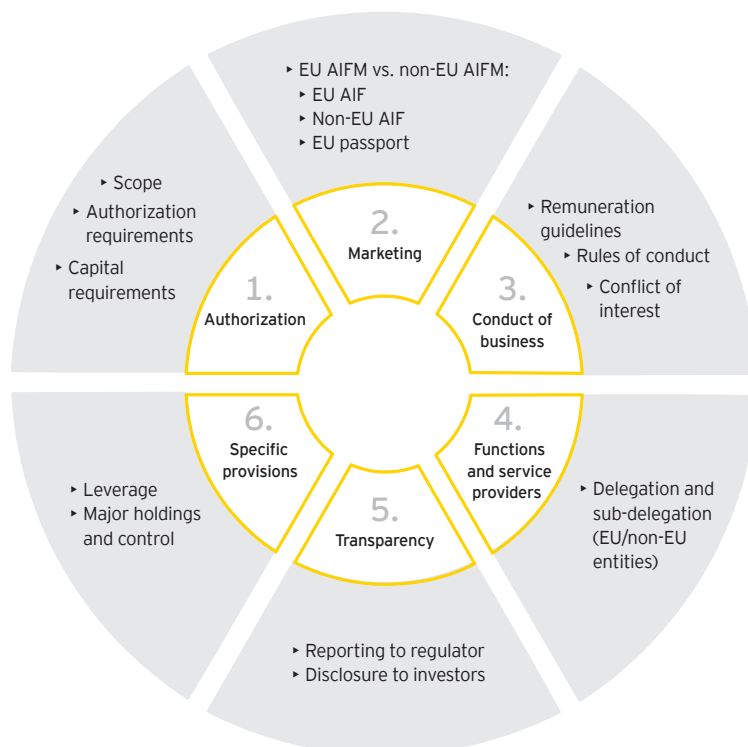 1.
Authorization
‣ Scope
‣ Authorization
requirements
‣ Capital
requirements
2.
Marketing
‣ EU AIFM vs. non-EU AIFM:
‣ EU AIF
‣ Non-EU AIF
‣ EU passport
3.
Conduct of
business
‣ Remuneration
guidelines
‣ Rules of conduct
‣ Conflict of
interest
4.
Functions
and service
providers
‣ Delegation and
sub-delegation
(EU/non-EU
entities)
5.
Transparency
‣ Reporting to regulator
‣ Disclosure to investors
6.
Specific
provisions
‣ Leverage
‣ Major holdings
and control